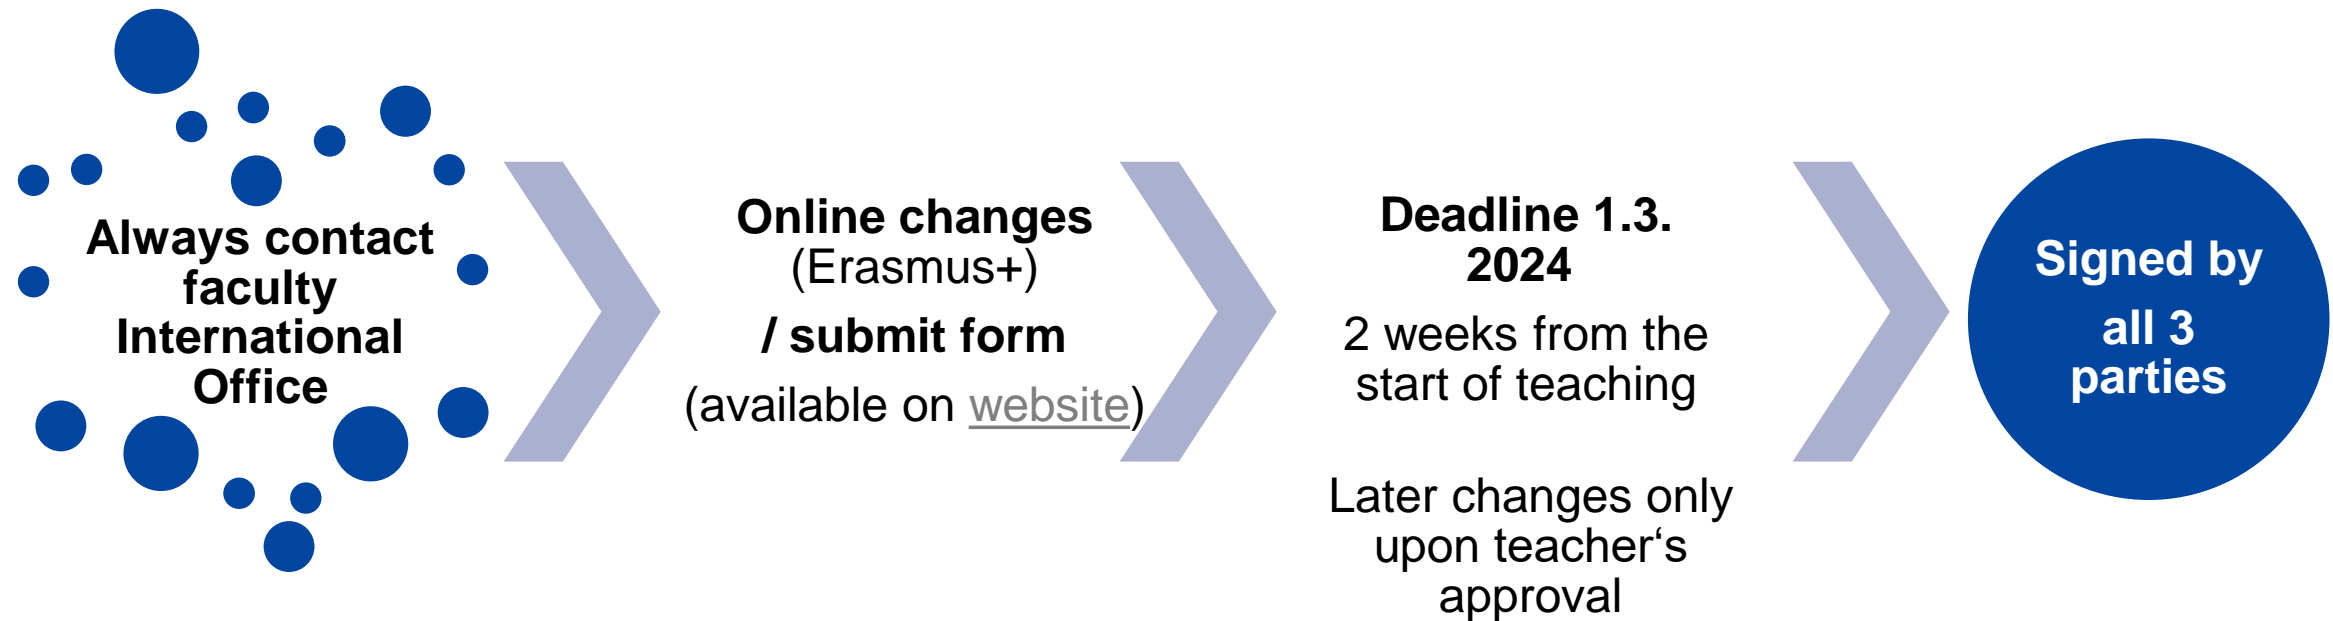 Always contact
faculty
International
Office
Online changes
(Erasmus+)
/ submit form
(available on website)
Deadline 1.3.
2024
2 weeks from the
start of teaching
Later changes only
upon teacher‘s
approval
Signed by
all 3
parties